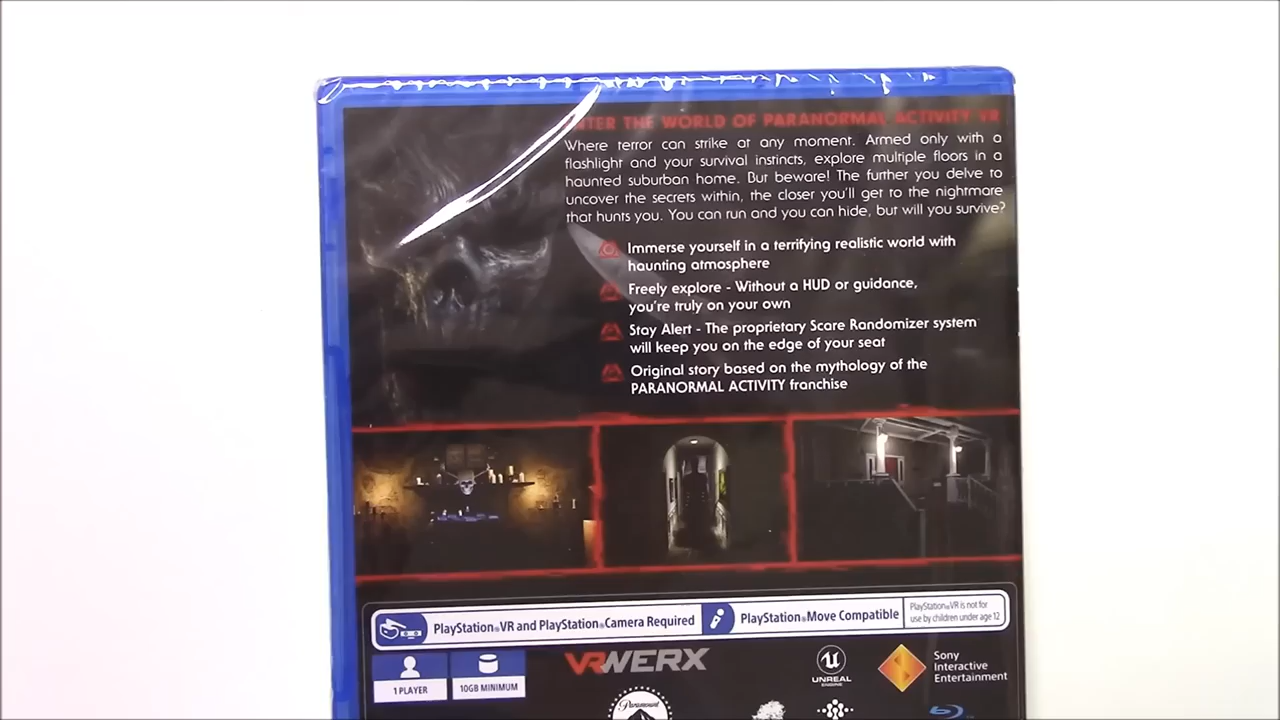 ENTER THE WORLD OF PARANORMAL ACTIVITY VR
Where terror can strike at any moment. Armed only with a
flashlight and your survival instincts, explore multiple floors in a
haunted suburban home. But beware! The further you delve to
uncover the secrets within, the closer you'll get to the nightmare
that hunts you. You can run and you can hide, but will you survive?
Immerse yourself in a terrifying realistic world with
haunting atmosphere
Freely explore - Without a HUD or guidance,
you're truly on your own
Stay Alert - The proprietary Scare Randomizer system
will keep you on the edge of your seat
Original story based on the mythology of the
PARANORMAL ACTIVITY franchise
PlayStation®VR and PlayStation®Camera Required
PlayStation®Move Compatible
PlayStation®VR is not for
use by children under age 12
1 PLAYER
10GB MINIMUM
VRWERX
UNREAL
ENGINE
Sony
Interactive
Entertainment
Paramount